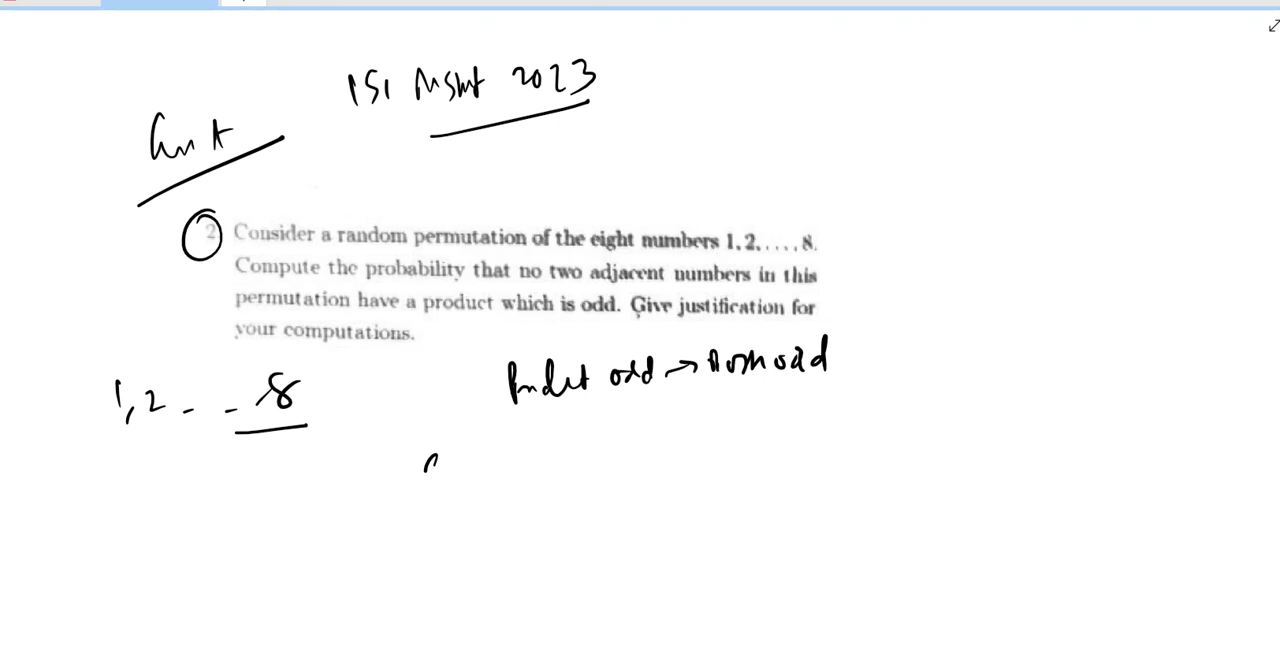 ISI MStat 2023
2 Consider a random permutation of the eight numbers 1, 2, . . . , 8.
Compute the probability that no two adjacent numbers in this
permutation have a product which is odd. Give justification for
your computations.
Product odd → Both odd
1, 2 - - 8